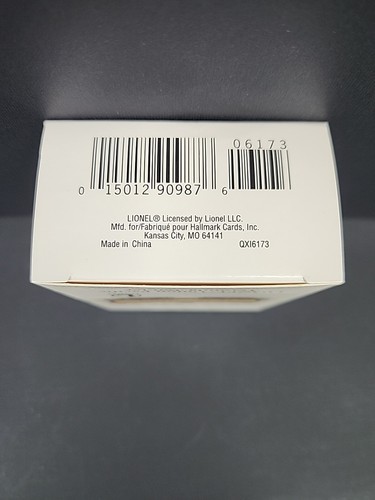 06173
0 15012 90987 6
LIONEL® Licensed by Lionel LLC.
Mfd. for/Fabriqué pour Hallmark Cards, Inc.
Kansas City, MO 64141
Made in China QXI6173